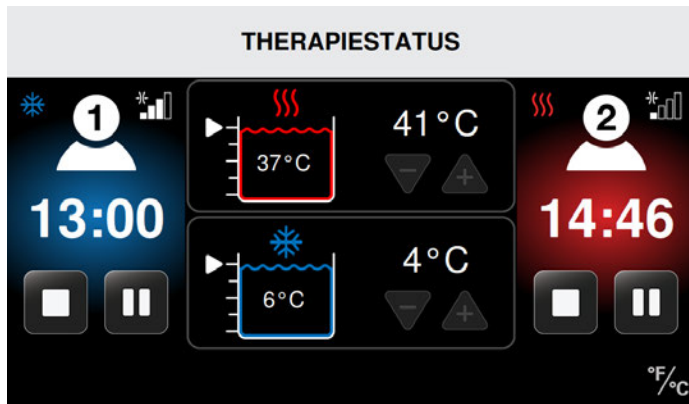 THERAPIESTATUS
1
13:00
37°C
41°C
6°C
4°C
2
14:46
°F/°C